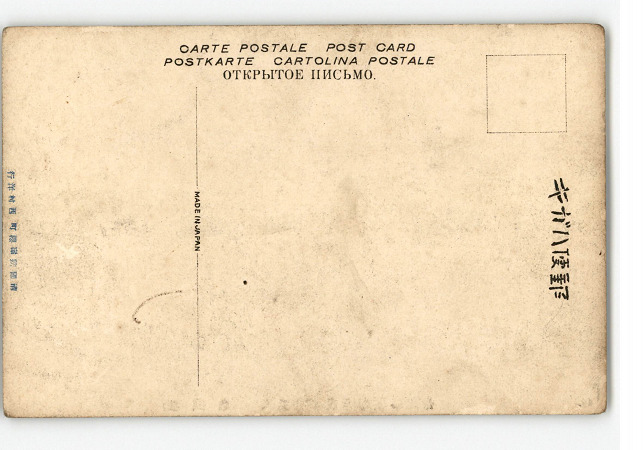 CARTE POSTALE POST CARD
POSTKARTE CARTOLINA POSTALE
ОТКРЫТОЕ ПИСЬМО.
MADE IN JAPAN
キガハ便郵